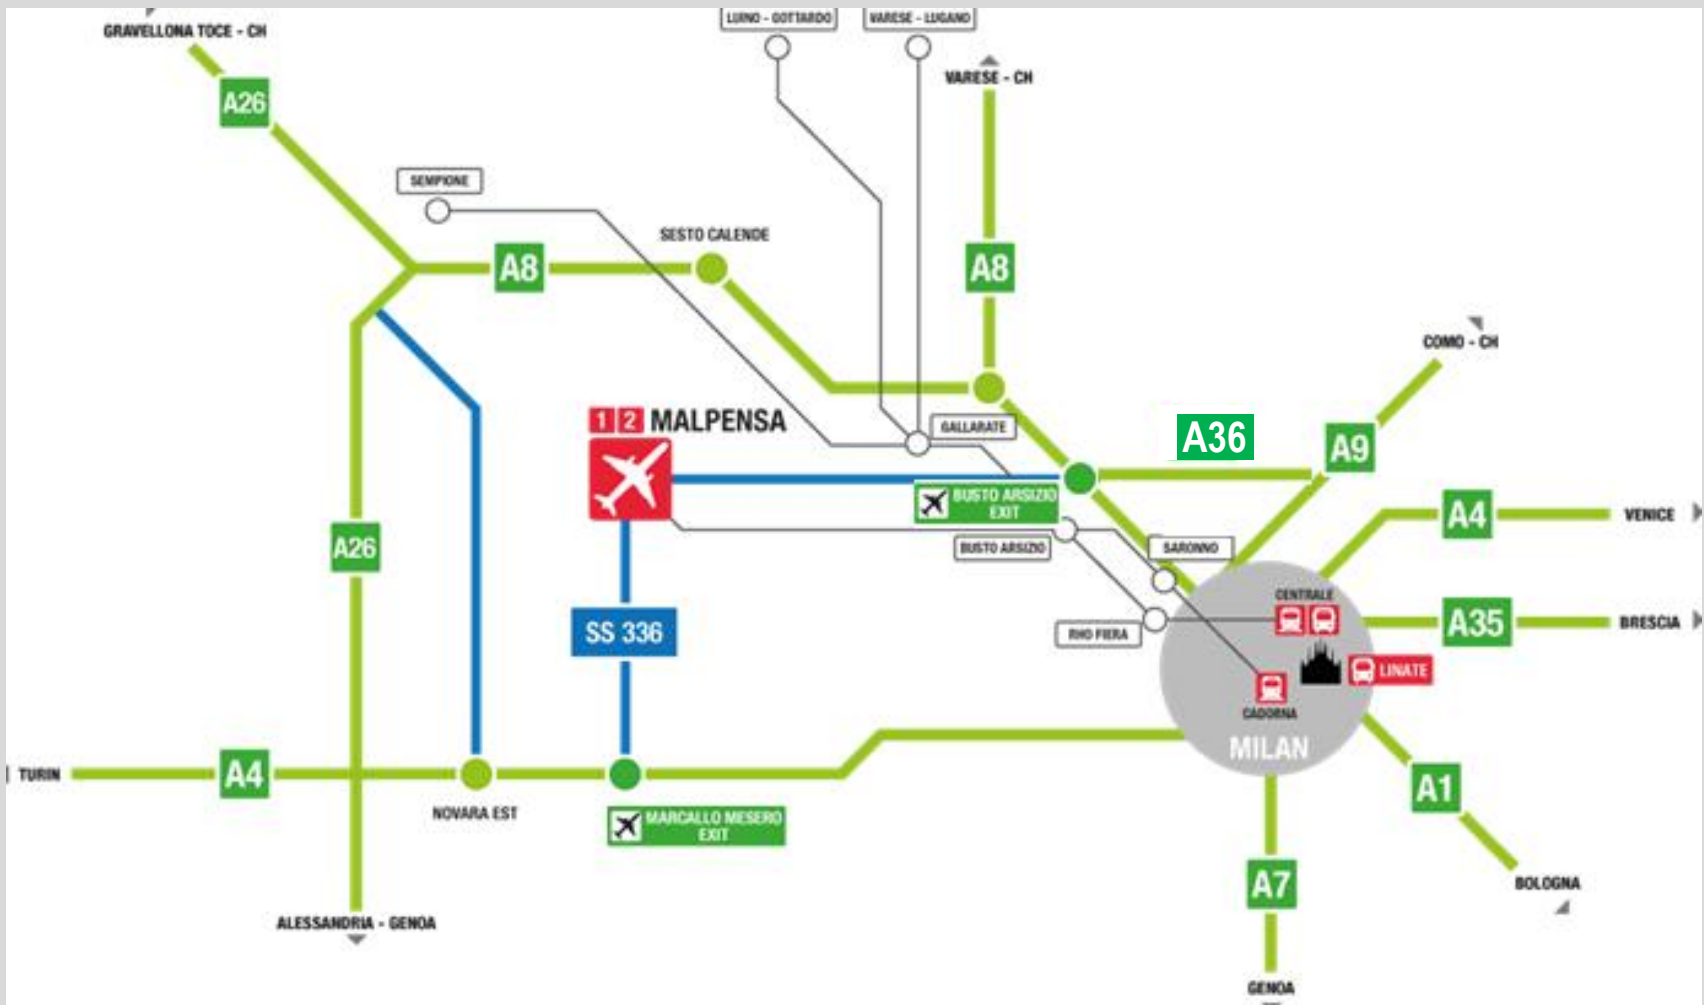 GRAVELLONA TOCE - CH
LUINO - GOTTARDO
VARESE - LUGANO
VARESE - CH
A26
SEMPIONE
SESTO CALENDE
A8
A8
COMO - CH
1 2 MALPENSA
GALLARATE
A36
A9
BUSTO ARSIZIO
EXIT
A4
VENICE
A26
BUSTO ARSIZIO
SARONNO
CENTRALE
SS 336
RHO FIERA
A35
BRESCIA
LINATE
CADORNA
MILAN
TURIN
A4
NOVARA EST
MARCALLO MESERO
EXIT
A1
A7
BOLOGNA
ALESSANDRIA - GENOA
GENOA